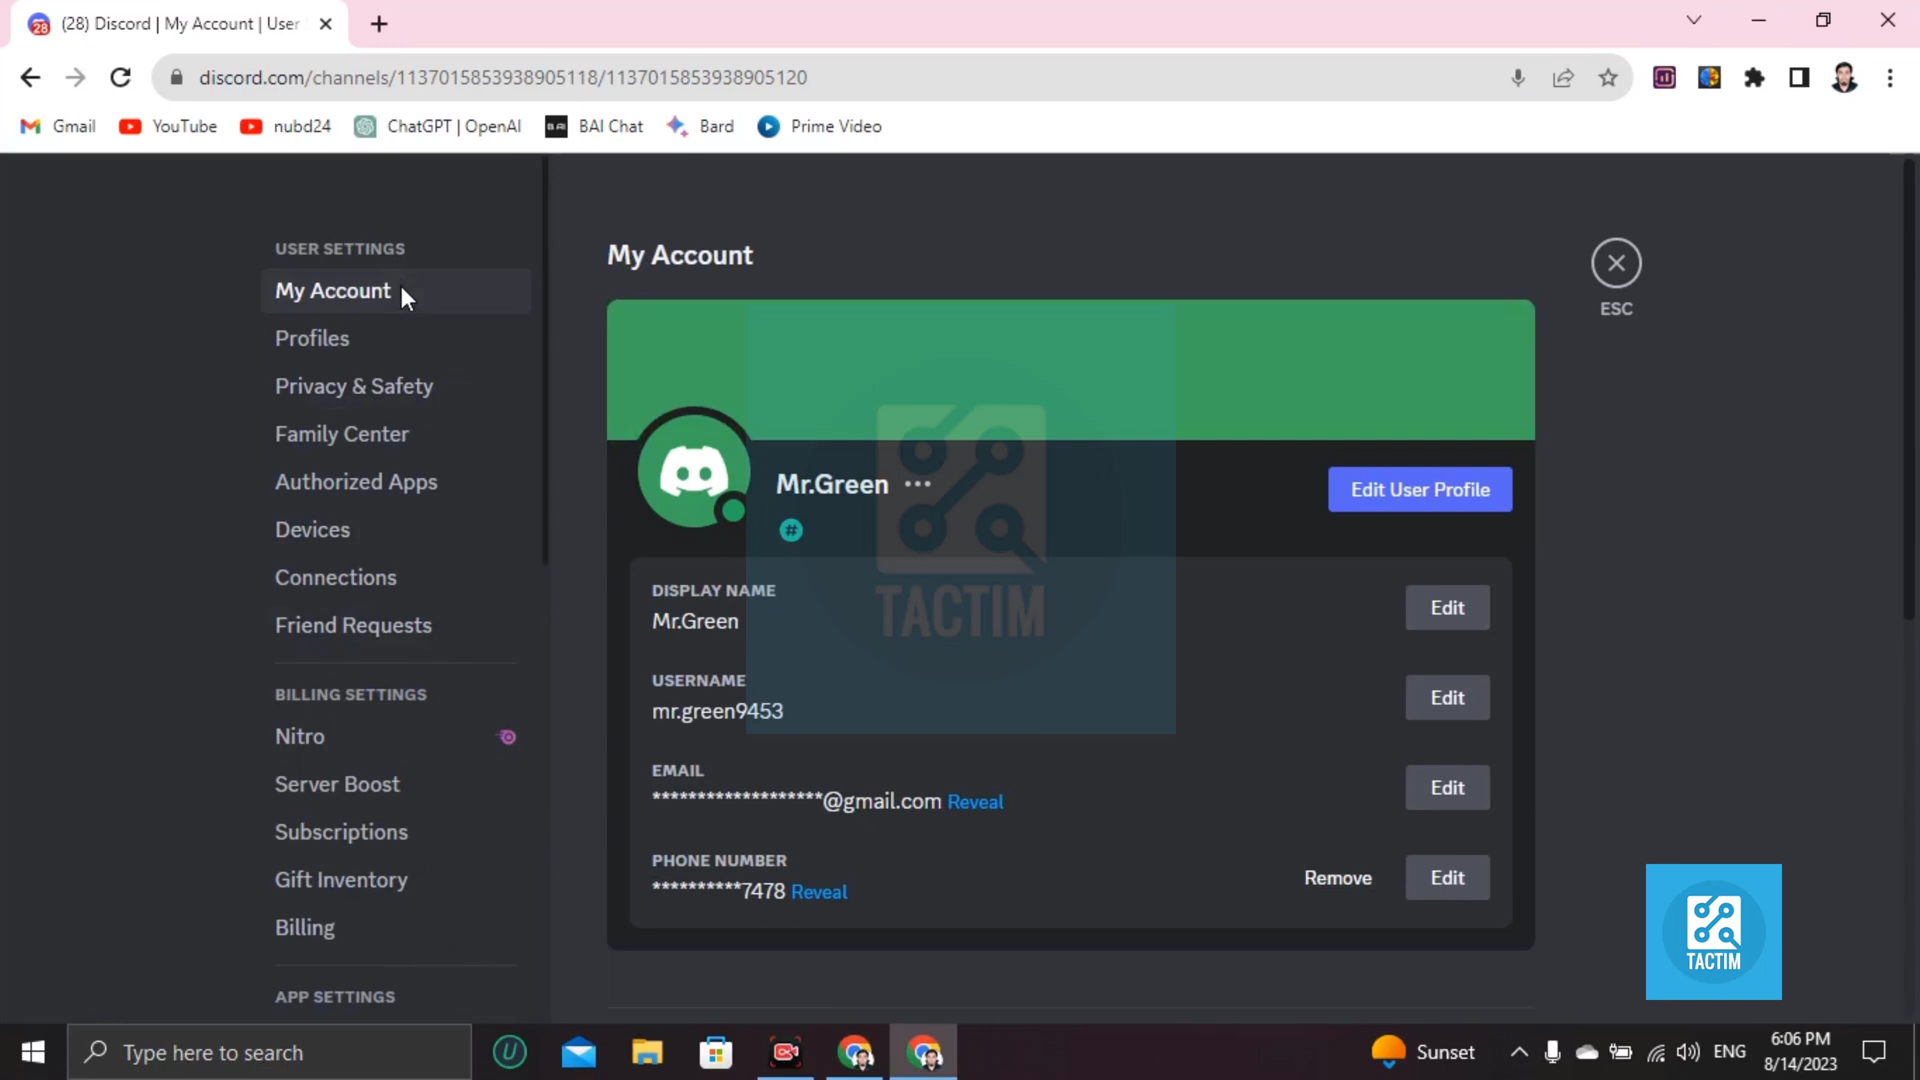 28
(28) Discord | My Account | User
discord.com/channels/1137015853938905118/1137015853938905120
Gmail
YouTube
nubd24
ChatGPT | OpenAI
BAI
BAI Chat
Bard
Prime Video
USER SETTINGS
My Account
Profiles
Privacy & Safety
Family Center
Authorized Apps
Devices
Connections
Friend Requests
BILLING SETTINGS
Nitro
Server Boost
Subscriptions
Gift Inventory
Billing
APP SETTINGS
My Account
ESC
Mr.Green
#
Edit User Profile
DISPLAY NAME
Mr.Green
Edit
USERNAME
mr.green9453
Edit
EMAIL
*******************@gmail.com Reveal
Edit
PHONE NUMBER
**********7478 Reveal
Remove
Edit
TACTIM
TACTIM
Type here to search
U
Sunset
ENG
6:06 PM
8/14/2023